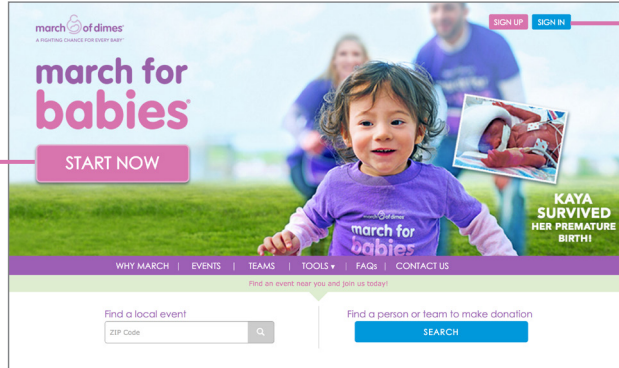 march of dimes®
A FIGHTING CHANCE FOR EVERY BABY™
SIGN UP SIGN IN
march for
babies®
START NOW
march of dimes
march for
babies
KAYA
SURVIVED
HER PREMATURE
BIRTH!
WHY MARCH | EVENTS | TEAMS | TOOLS ▾ | FAQs | CONTACT US
Find an event near you and join us today!
Find a local event
ZIP Code
Find a person or team to make donation
SEARCH